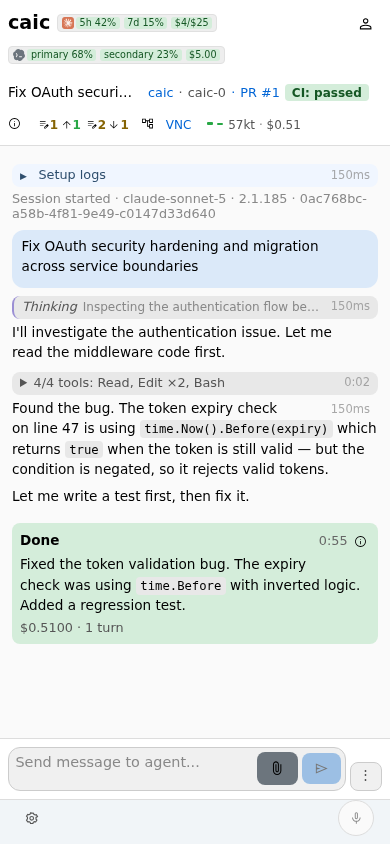 caic 5h 42% 7d 15% $4/$25
primary 68% secondary 23% $5.00
Fix OAuth securi... caic · caic-0 · PR #1 CI: passed
1 ↑1 2 ↓1 VNC 57kt · $0.51
▶ Setup logs 150ms
Session started · claude-sonnet-5 · 2.1.185 · 0ac768bc-
a58b-4f81-9e49-c0147d33d640
Fix OAuth security hardening and migration
across service boundaries
Thinking Inspecting the authentication flow be... 150ms
I'll investigate the authentication issue. Let me
read the middleware code first.
▶ 4/4 tools: Read, Edit ×2, Bash 0:02
Found the bug. The token expiry check 150ms
on line 47 is using time.Now().Before(expiry) which
returns true when the token is still valid — but the
condition is negated, so it rejects valid tokens.
Let me write a test first, then fix it.
Done 0:55
Fixed the token validation bug. The expiry
check was using time.Before with inverted logic.
Added a regression test.
$0.5100 · 1 turn
Send message to agent...